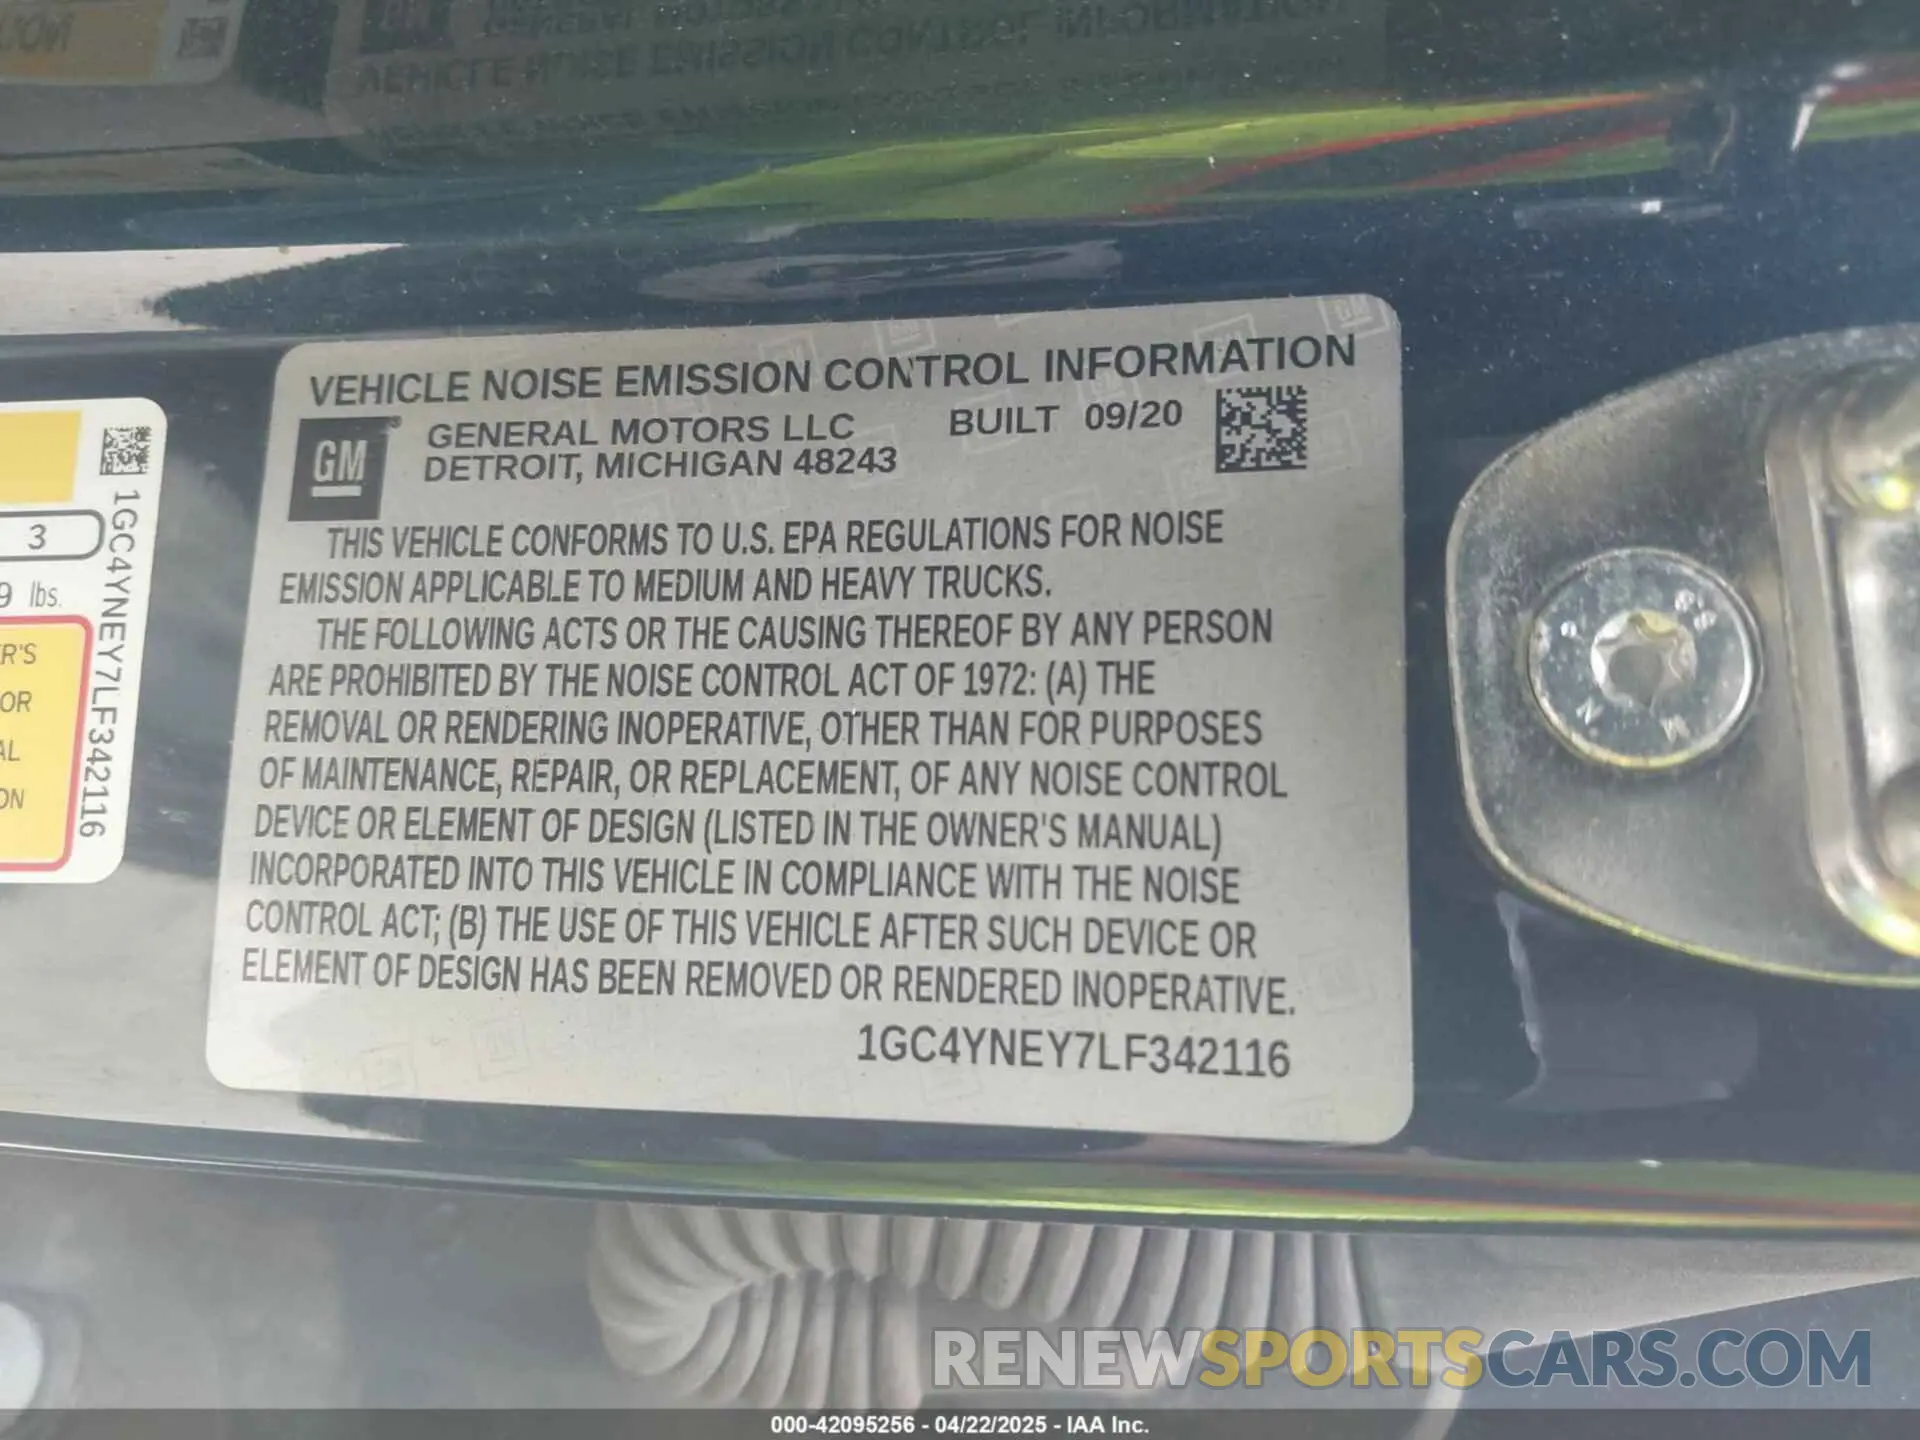 VEHICLE NOISE EMISSION CONTROL INFORMATION
GM®
GENERAL MOTORS LLC BUILT 09/20
DETROIT, MICHIGAN 48243
THIS VEHICLE CONFORMS TO U.S. EPA REGULATIONS FOR NOISE
EMISSION APPLICABLE TO MEDIUM AND HEAVY TRUCKS.
THE FOLLOWING ACTS OR THE CAUSING THEREOF BY ANY PERSON
ARE PROHIBITED BY THE NOISE CONTROL ACT OF 1972: (A) THE
REMOVAL OR RENDERING INOPERATIVE, OTHER THAN FOR PURPOSES
OF MAINTENANCE, REPAIR, OR REPLACEMENT, OF ANY NOISE CONTROL
DEVICE OR ELEMENT OF DESIGN (LISTED IN THE OWNER'S MANUAL)
INCORPORATED INTO THIS VEHICLE IN COMPLIANCE WITH THE NOISE
CONTROL ACT; (B) THE USE OF THIS VEHICLE AFTER SUCH DEVICE OR
ELEMENT OF DESIGN HAS BEEN REMOVED OR RENDERED INOPERATIVE.
1GC4YNEY7LF342116
3
9 lbs.
R'S
OR
AL
ON
1GC4YNEY7LF342116
RENEWSPORTSCARS.COM
000-42095256 - 04/22/2025 - IAA Inc.